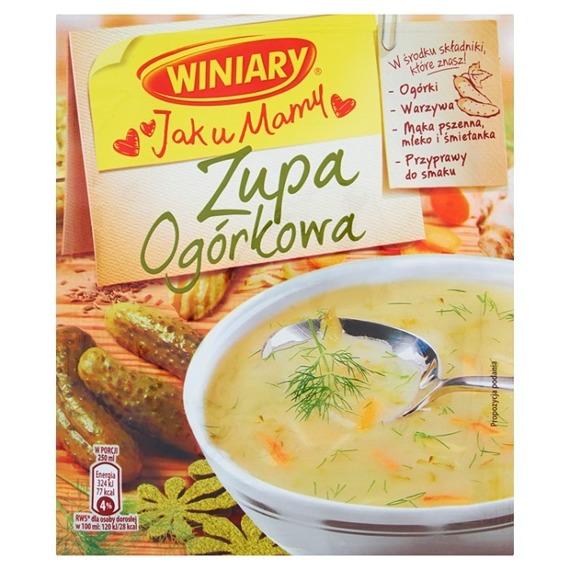 WINIARY®
Jak u Mamy
Zupa
Ogórkowa
W środku składniki,
które znasz!
- Ogórki
- Warzywa
- Mąka pszenna,
mleko i śmietanka
- Przyprawy
do smaku
Propozycja podania
W PORCJI
250 ml
Energia
324 kJ
77 kcal
4%
RWS* dla osoby dorosłej
w 100 ml: 120 kJ/28 kcal